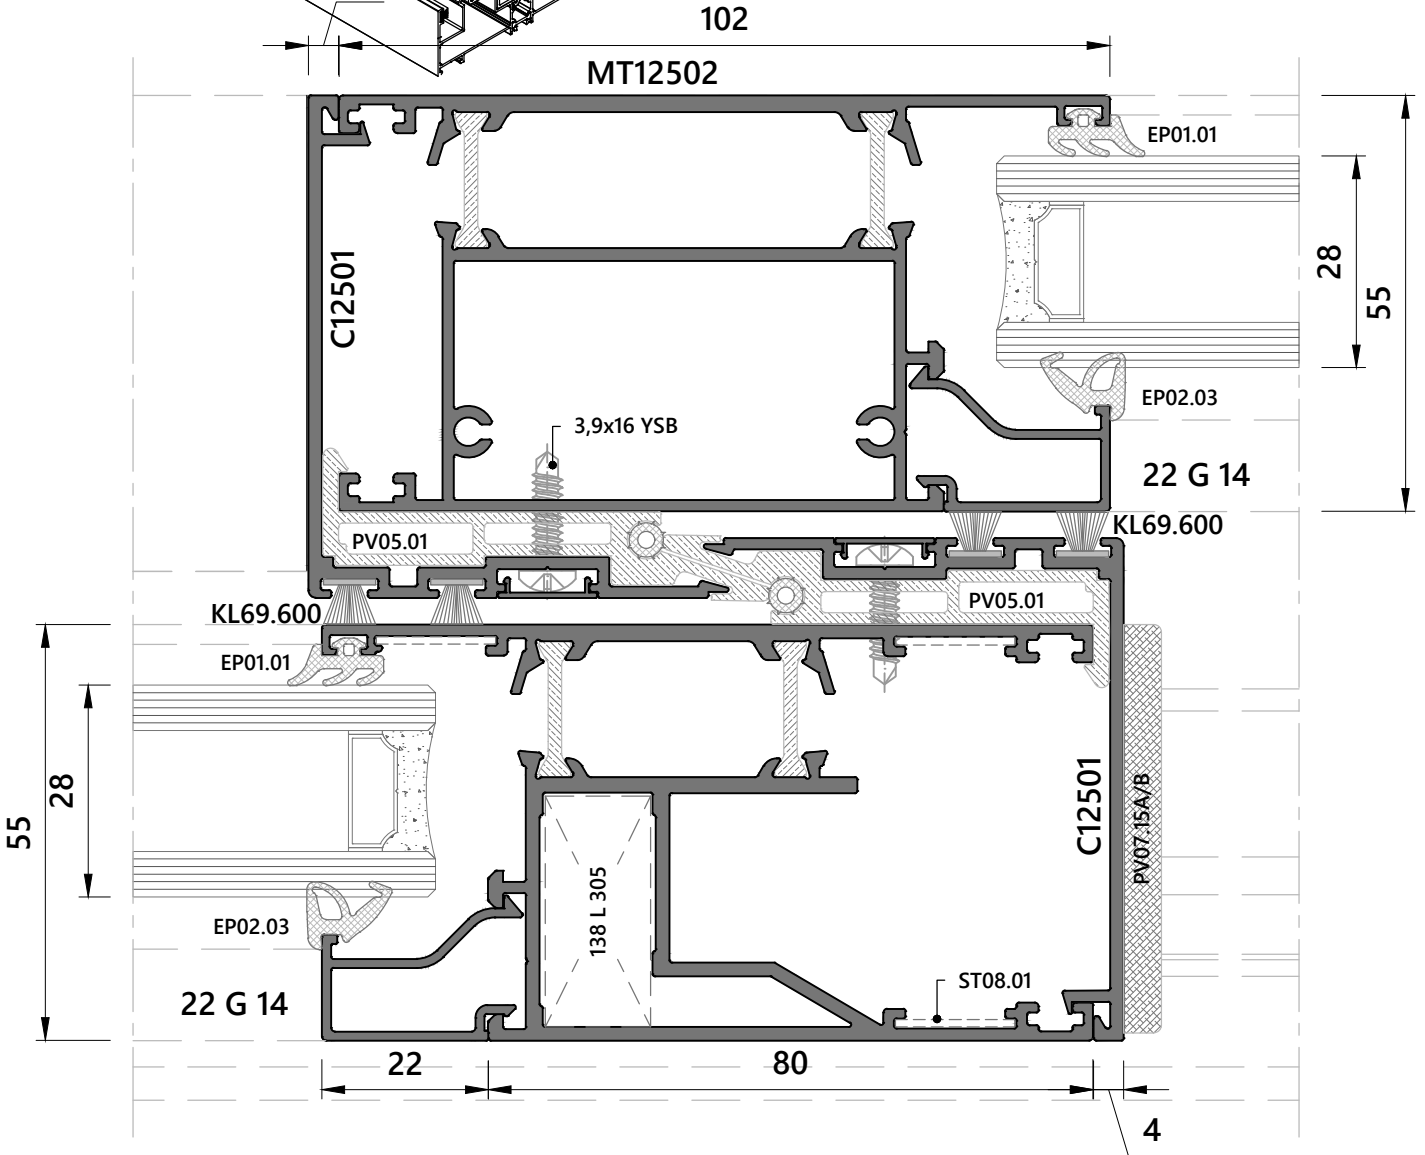 102
MT12502
EP01.01
C12501
28
55
EP02.03
3,9x16 YSB
22 G 14
KL69.600
PV05.01
PV05.01
KL69.600
EP01.01
28
55
C12501
PV07.15A/B
138 L 305
EP02.03
ST08.01
22 G 14
22
80
4